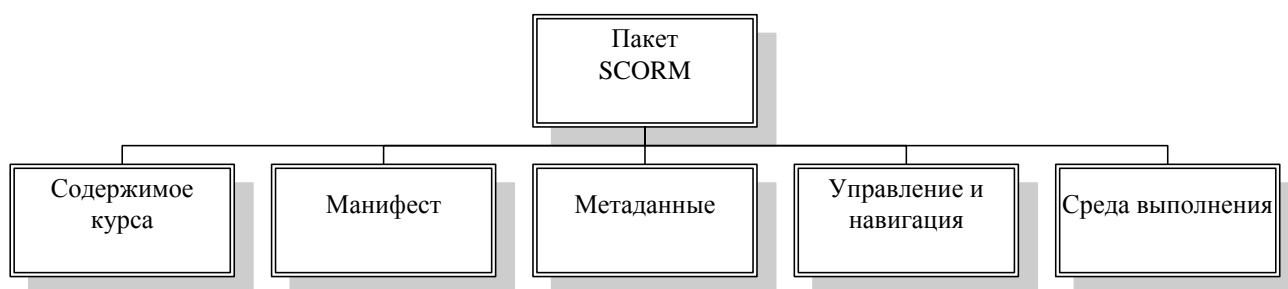 Пакет
SCORM
Содержимое
курса
Манифест
Метаданные
Управление и
навигация
Среда выполнения